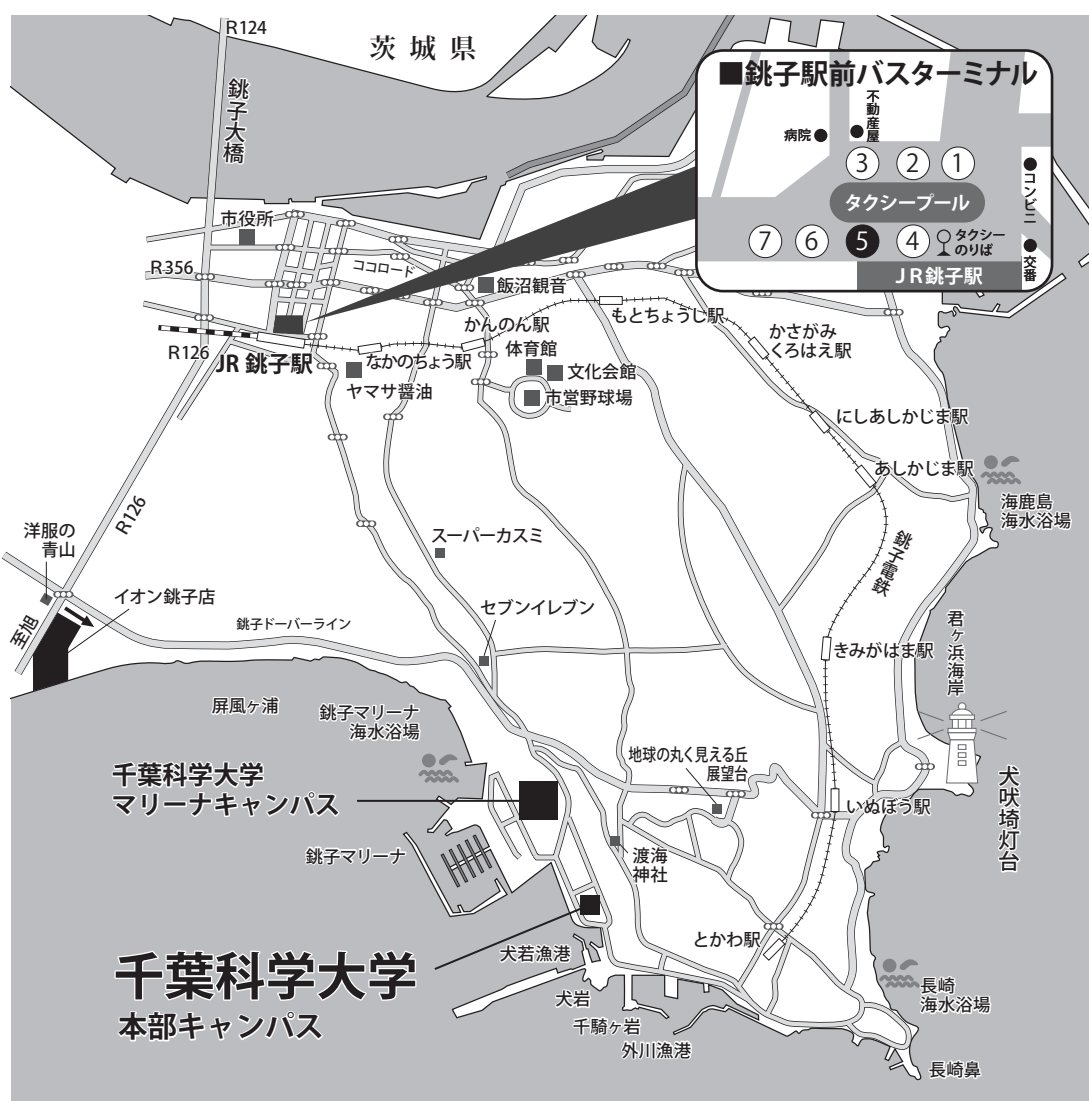 R124
茨城県
銚子大橋
■銚子駅前バスターミナル
不動産屋
病院
3
2
1
タクシープール
コンビニ
7
6
5
4
タクシー
のりば
交番
JR銚子駅
市役所
R356
ココロード
飯沼観音
R126
JR 銚子駅
なかのちょう駅
かんのん駅
もとちょうし駅
かさがみ
くろはえ駅
体育館
文化会館
市営野球場
ヤマサ醤油
にしあしかじま駅
あしかじま駅
海鹿島
海水浴場
R126
洋服の
青山
スーパーカスミ
銚子電鉄
イオン銚子店
至旭
セブンイレブン
銚子ドーバーライン
きみがはま駅
君ヶ浜海岸
屏風ヶ浦
銚子マリーナ
海水浴場
地球の丸く見える丘
展望台
千葉科学大学
マリーナキャンパス
いぬぼう駅
犬吠埼灯台
銚子マリーナ
渡海
神社
とかわ駅
千葉科学大学
本部キャンパス
犬若漁港
犬岩
千騎ヶ岩
外川漁港
長崎
海水浴場
長崎鼻